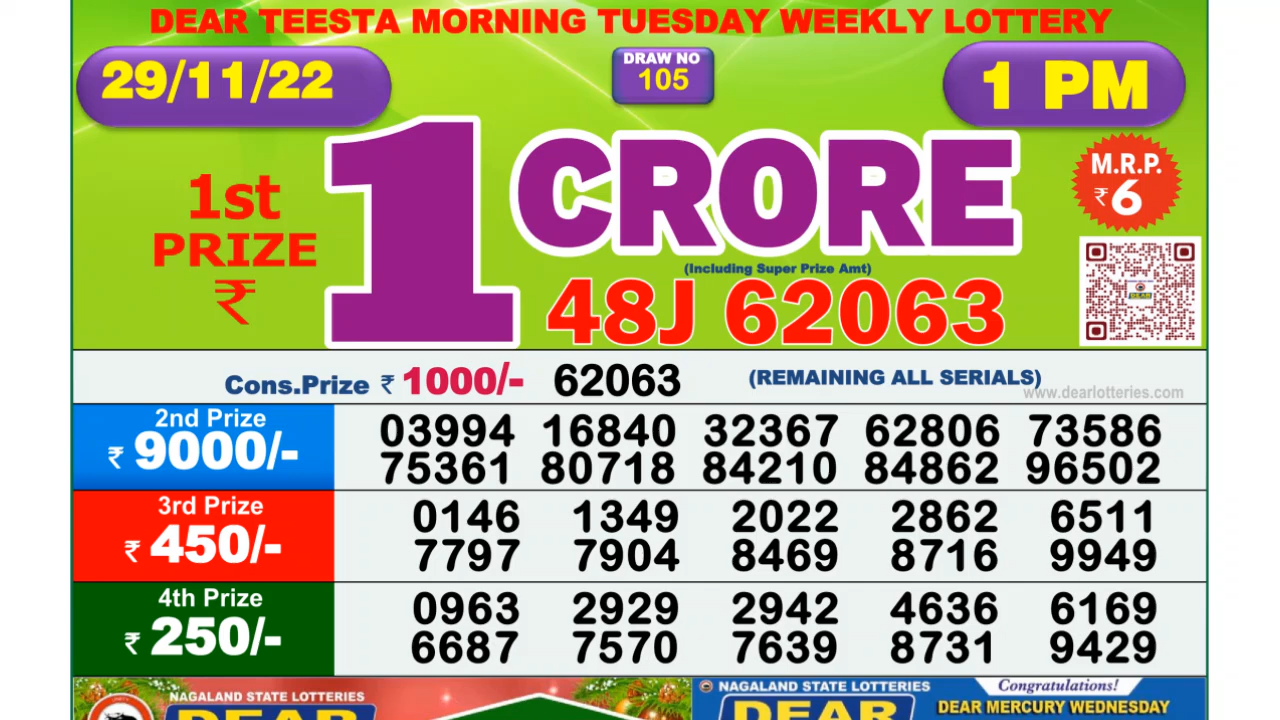 DEAR TEESTA MORNING TUESDAY WEEKLY LOTTERY
29/11/22
DRAW NO
105
1 PM
1st
PRIZE
₹
1 CRORE
(Including Super Prize Amt)
48J 62063
M.R.P.
₹6
DEAR
Cons.Prize ₹ 1000/- 62063 (REMAINING ALL SERIALS)
www.dearlotteries.com
2nd Prize
₹ 9000/-
03994 16840 32367 62806 73586
75361 80718 84210 84862 96502
3rd Prize
₹ 450/-
0146 1349 2022 2862 6511
7797 7904 8469 8716 9949
4th Prize
₹ 250/-
0963 2929 2942 4636 6169
6687 7570 7639 8731 9429
NAGALAND STATE LOTTERIES
DEAR
NAGALAND STATE LOTTERIES
DEAR
Congratulations!
DEAR MERCURY WEDNESDAY